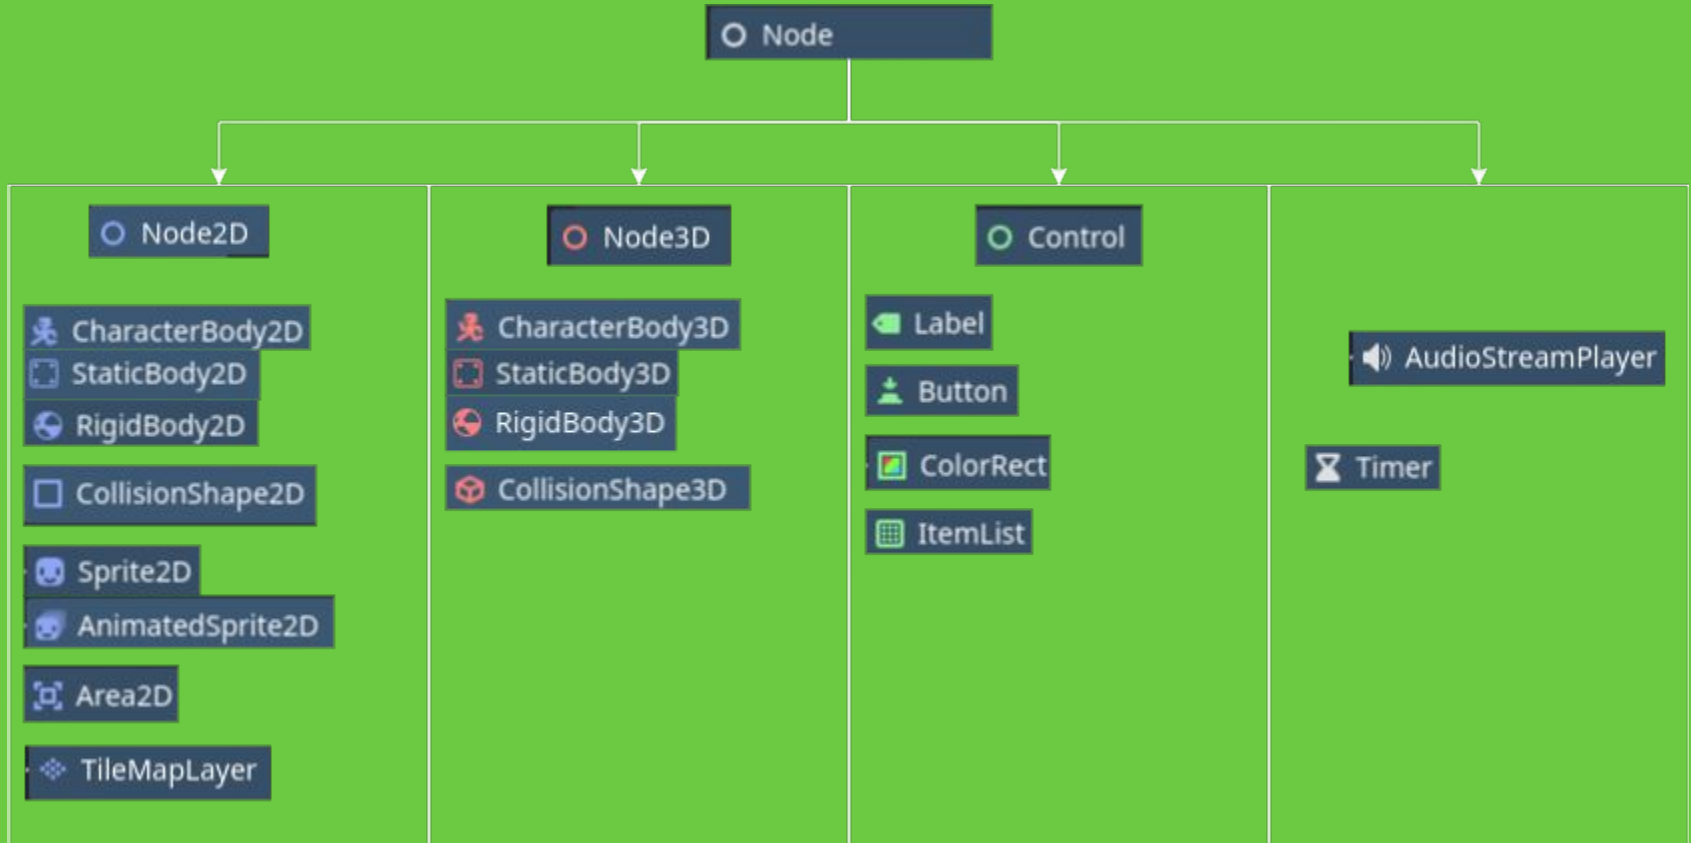 Node
Node2D
CharacterBody2D
StaticBody2D
RigidBody2D
CollisionShape2D
Sprite2D
AnimatedSprite2D
Area2D
TileMapLayer
Node3D
CharacterBody3D
StaticBody3D
RigidBody3D
CollisionShape3D
Control
Label
Button
ColorRect
ItemList
AudioStreamPlayer
Timer